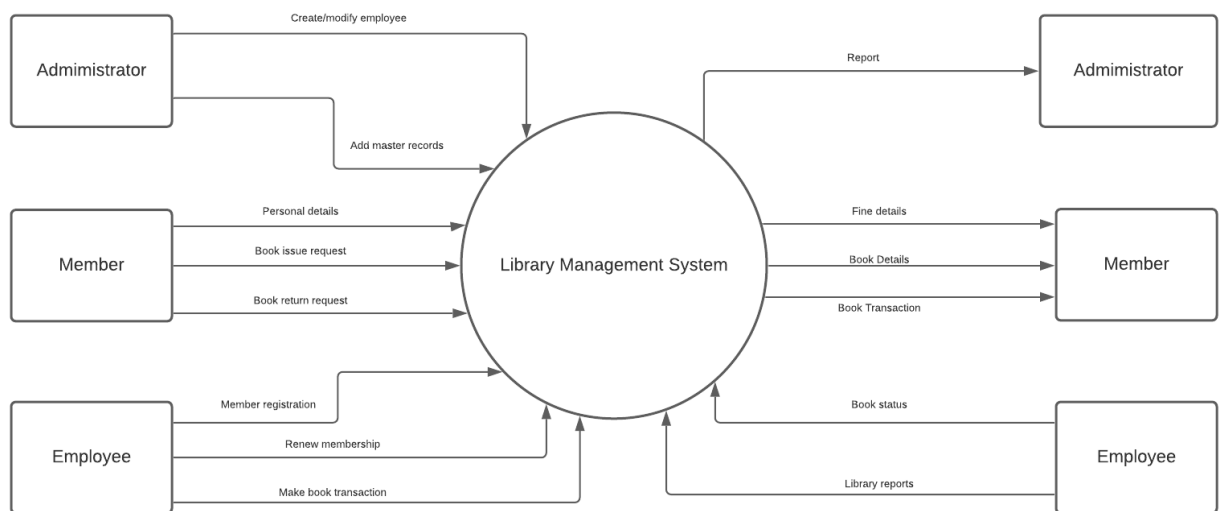 Create/modify employee
Admimistrator
Report
Admimistrator
Add master records
Personal details
Fine details
Member
Book issue request
Library Management System
Book Details
Member
Book return request
Book Transaction
Member registration
Book status
Employee
Renew membership
Employee
Make book transaction
Library reports